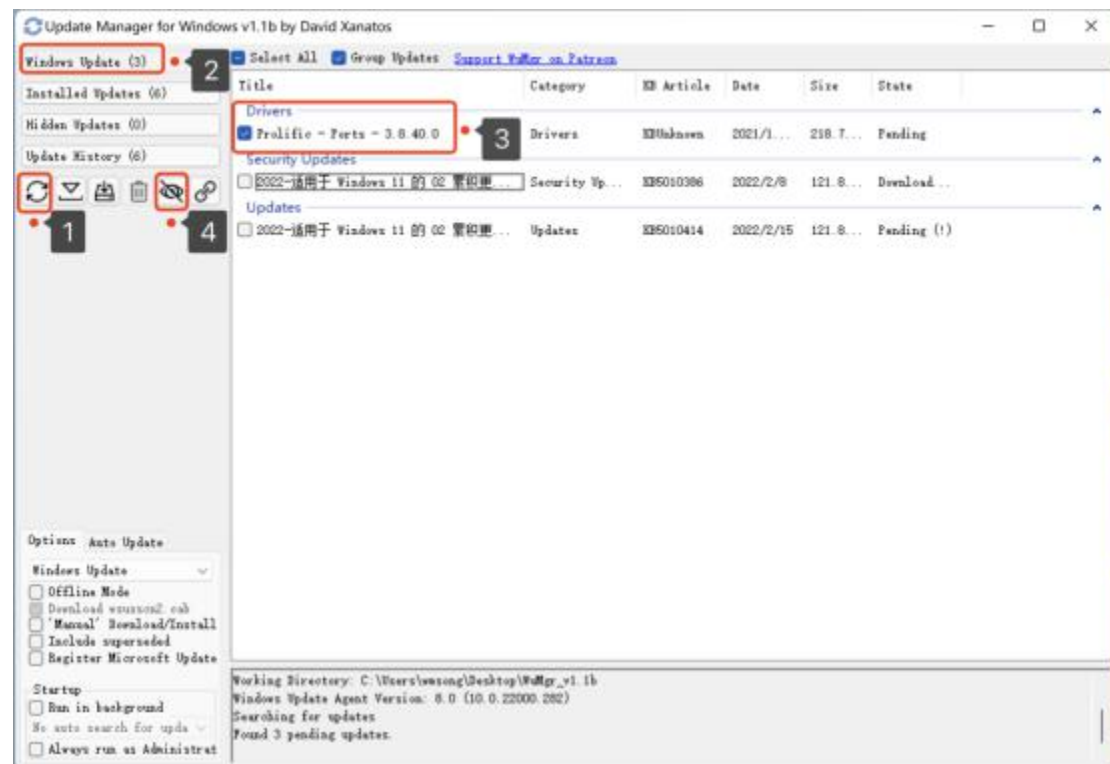 Update Manager for Windows v1.1b by David Xanatos
Windows Update (3)
2
Select All Group Updates Support WuMgr on Patreon
Installed Updates (6)
Title Category KB Article Date Size State
Drivers
Hidden Updates (0)
Prolific - Ports - 3.8.40.0 Drivers KBUnknown 2021/1... 218.7... Pending
3
Update History (6)
Security Updates
2022-适用于 Windows 11 的 02 累积更... Security Up... KB5010386 2022/2/8 121.8... Download...
Updates
1
4
2022-适用于 Windows 11 的 02 累积更... Updates KB5010414 2022/2/15 121.8... Pending (!)
Options Auto Update
Windows Update
Offline Mode
Download wsusscn2.cab
'Manual' Download/Install
Include superseded
Register Microsoft Update
Startup
Run in background
No auto search for upda
Always run as Administrat
Working Directory: C:\Users\wesong\Desktop\WuMgr_v1.1b
Windows Update Agent Version: 8.0 (10.0.22000.282)
Searching for updates
Found 3 pending updates.